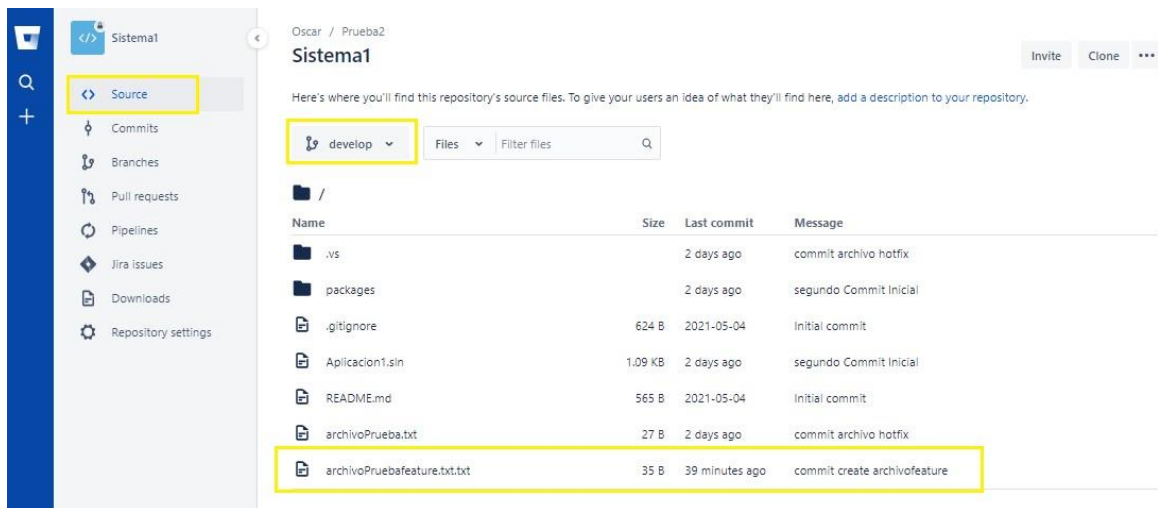 Sistema1
Source
Commits
Branches
Pull requests
Pipelines
Jira issues
Downloads
Repository settings
Oscar / Prueba2
Sistema1
Invite Clone
Here's where you'll find this repository's source files. To give your users an idea of what they'll find here, add a description to your repository.
develop Files Filter files
/
Name Size Last commit Message
.vs 2 days ago commit archivo hotfix
packages 2 days ago segundo Commit Inicial
.gitignore 624 B 2021-05-04 Initial commit
Aplicacion1.sln 1.09 KB 2 days ago segundo Commit Inicial
README.md 565 B 2021-05-04 Initial commit
archivoPrueba.txt 27 B 2 days ago commit archivo hotfix
archivoPruebafeature.txt.txt 35 B 39 minutes ago commit create archivofeature